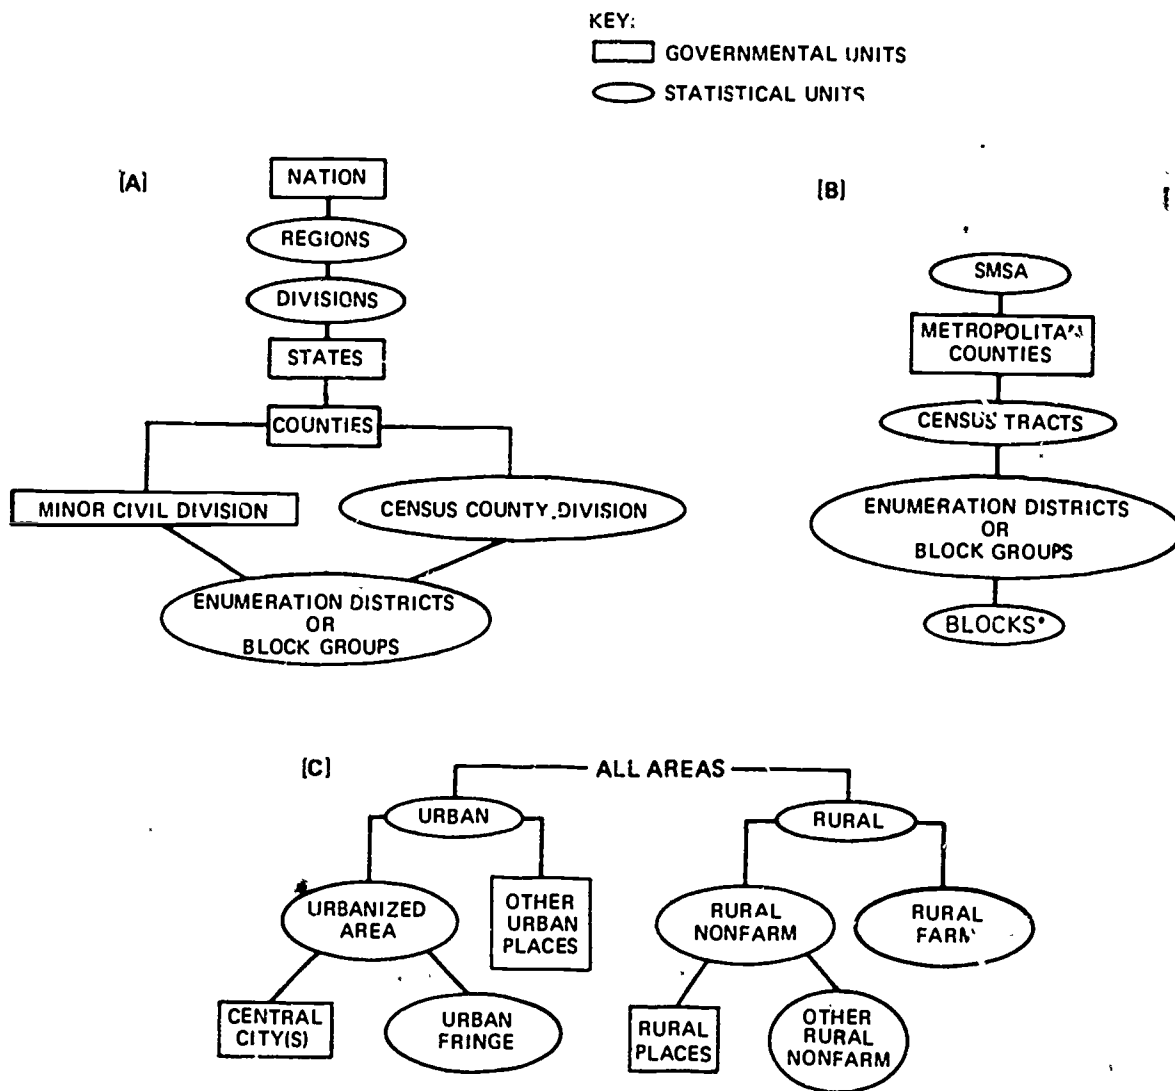 KEY:
GOVERNMENTAL UNITS
STATISTICAL UNITS
[A]
NATION
REGIONS
DIVISIONS
STATES
COUNTIES
MINOR CIVIL DIVISION
CENSUS COUNTY DIVISION
ENUMERATION DISTRICTS
OR
BLOCK GROUPS
[B]
SMSA
METROPOLITAN
COUNTIES
CENSUS TRACTS
ENUMERATION DISTRICTS
OR
BLOCK GROUPS
BLOCKS*
[C]
ALL AREAS
URBAN
RURAL
URBANIZED
AREA
OTHER
URBAN
PLACES
RURAL
NONFARM
RURAL
FARM
CENTRAL
CITY(S)
URBAN
FRINGE
RURAL
PLACES
OTHER
RURAL
NONFARM